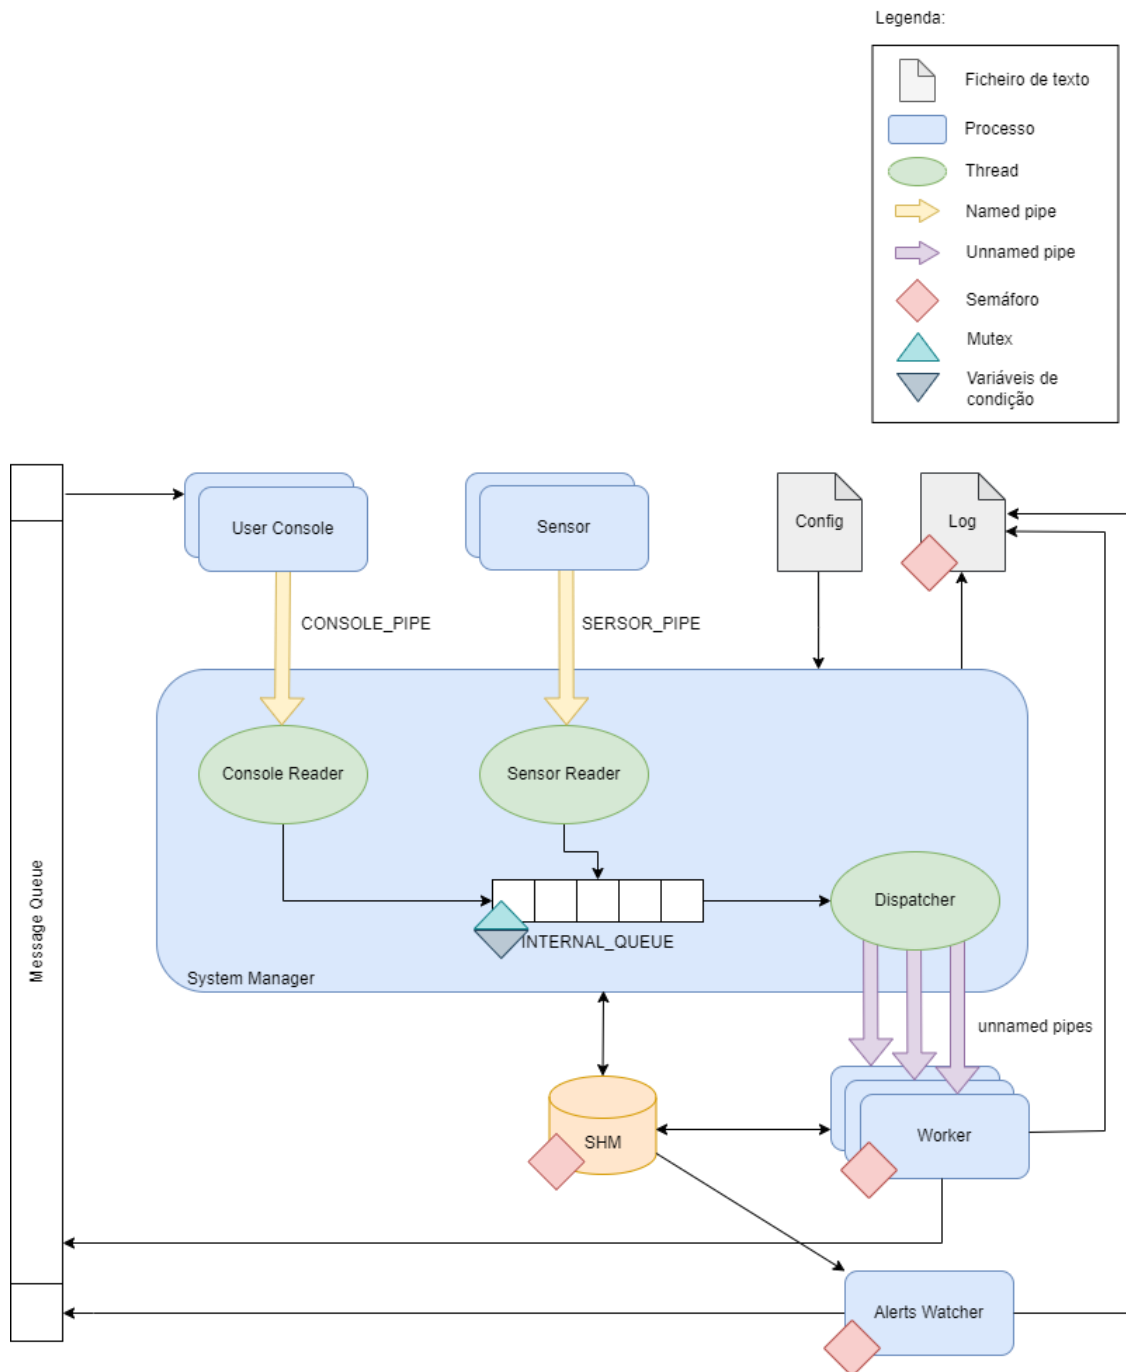 Legenda:
Ficheiro de texto
Processo
Thread
Named pipe
Unnamed pipe
Semáforo
Mutex
Variáveis de
condição
User Console
Sensor
Config
Log
CONSOLE_PIPE
SERSOR_PIPE
Console Reader
Sensor Reader
Dispatcher
INTERNAL_QUEUE
System Manager
Message Queue
unnamed pipes
SHM
Worker
Alerts Watcher